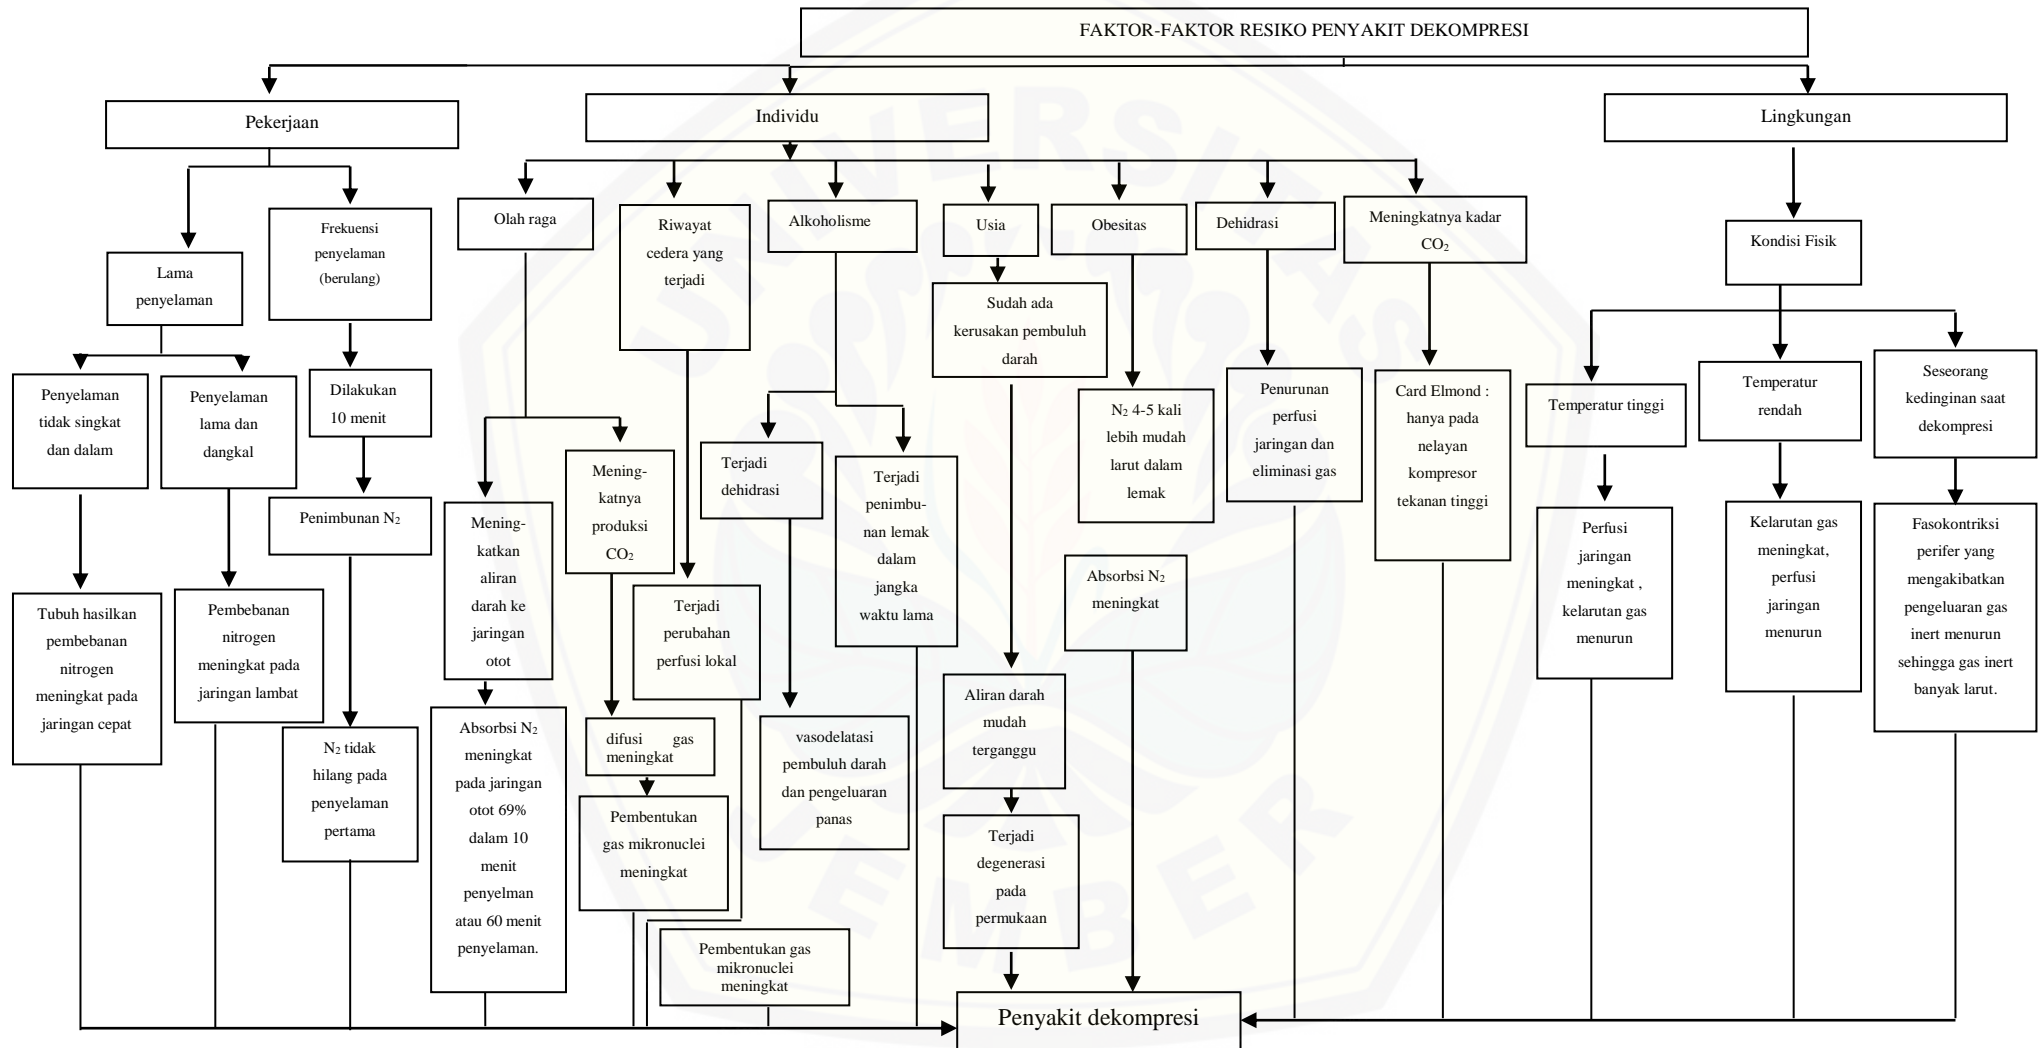 FAKTOR-FAKTOR RESIKO PENYAKIT DEKOMPRESI
Pekerjaan
Individu
Lingkungan
Lama
penyelaman
Frekuensi
penyelaman
(berulang)
Olah raga
Riwayat
cedera yang
terjadi
Alkoholisme
Usia
Obesitas
Dehidrasi
Meningkatnya kadar
CO₂
Kondisi Fisik
Penyelaman
tidak singkat
dan dalam
Penyelaman
lama dan
dangkal
Dilakukan
10 menit
Sudah ada
kerusakan pembuluh
darah
Penimbunan N₂
Mening-
katkan
aliran
darah ke
jaringan
otot
Mening-
katnya
produksi
CO₂
Terjadi
dehidrasi
Terjadi
penimbu-
nan lemak
dalam
jangka
waktu lama
N₂ 4-5 kali
lebih mudah
larut dalam
lemak
Penurunan
perfusi
jaringan dan
eliminasi gas
Card Elmond :
hanya pada
nelayan
kompresor
tekanan tinggi
Temperatur tinggi
Temperatur
rendah
Seseorang
kedinginan saat
dekompresi
Tubuh hasilkan
pembebanan
nitrogen
meningkat pada
jaringan cepat
Pembebanan
nitrogen
meningkat pada
jaringan lambat
N₂ tidak
hilang pada
penyelaman
pertama
Absorbsi N₂
meningkat
pada jaringan
otot 69%
dalam 10
menit
penyelman
atau 60 menit
penyelaman.
difusi gas
meningkat
Pembentukan
gas mikronuclei
meningkat
Terjadi
perubahan
perfusi lokal
vasodelatasi
pembuluh darah
dan pengeluaran
panas
Pembentukan gas
mikronuclei
meningkat
Aliran darah
mudah
terganggu
Terjadi
degenerasi
pada
permukaan
Absorbsi N₂
meningkat
Perfusi
jaringan
meningkat ,
kelarutan gas
menurun
Kelarutan gas
meningkat,
perfusi
jaringan
menurun
Fasokontriksi
perifer yang
mengakibatkan
pengeluaran gas
inert menurun
sehingga gas inert
banyak larut.
Penyakit dekompresi
UNIVERSITAS
JEMBER